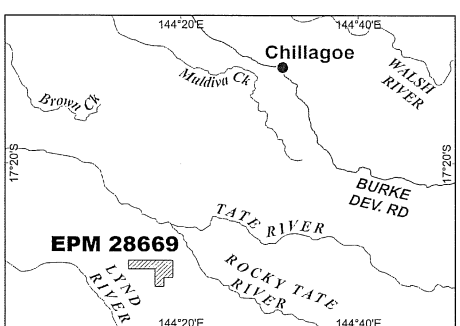 144°20'E
144°40'E
Chillagoe
Muldiva Ck
WALSH
RIVER
Brown Ck
17°20'S
17°20'S
BURKE
DEV. RD
TATE RIVER
EPM 28669
ROCKY TATE
RIVER
LYND
RIVER
144°20'E
144°40'E